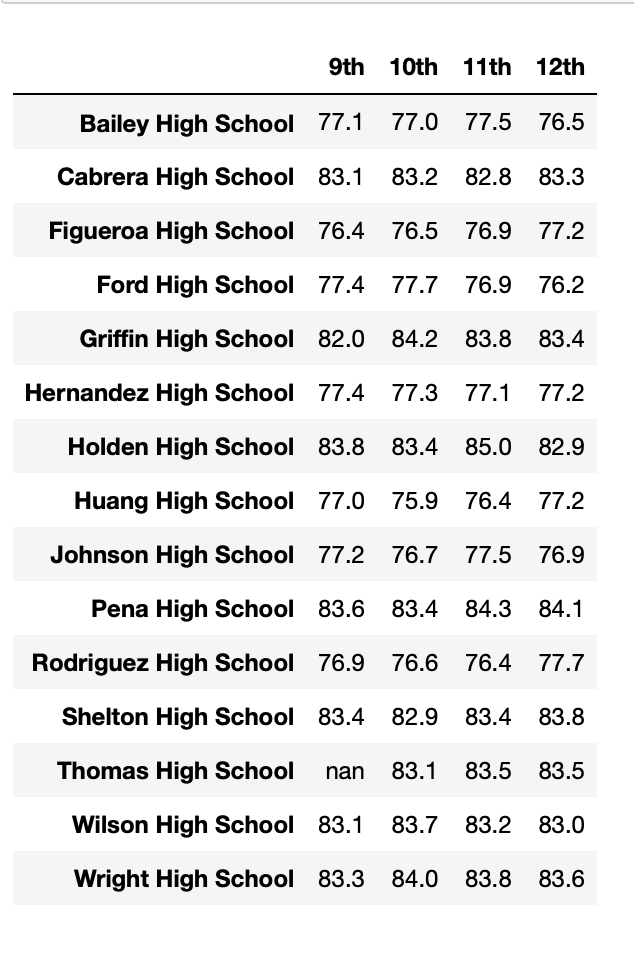 9th 10th 11th 12th
Bailey High School 77.1 77.0 77.5 76.5
Cabrera High School 83.1 83.2 82.8 83.3
Figueroa High School 76.4 76.5 76.9 77.2
Ford High School 77.4 77.7 76.9 76.2
Griffin High School 82.0 84.2 83.8 83.4
Hernandez High School 77.4 77.3 77.1 77.2
Holden High School 83.8 83.4 85.0 82.9
Huang High School 77.0 75.9 76.4 77.2
Johnson High School 77.2 76.7 77.5 76.9
Pena High School 83.6 83.4 84.3 84.1
Rodriguez High School 76.9 76.6 76.4 77.7
Shelton High School 83.4 82.9 83.4 83.8
Thomas High School nan 83.1 83.5 83.5
Wilson High School 83.1 83.7 83.2 83.0
Wright High School 83.3 84.0 83.8 83.6